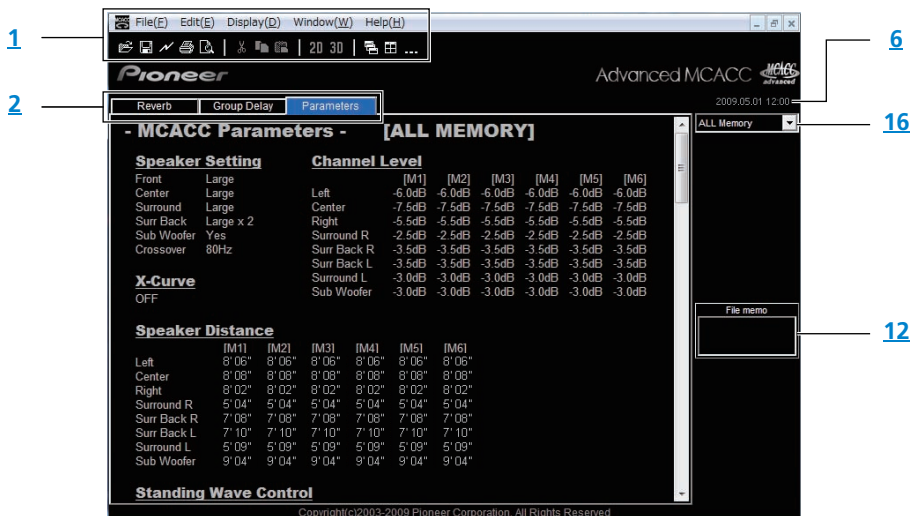 File(F) Edit(E) Display(D) Window(W) Help(H)
1
2D 3D ...
6
Pioneer
Advanced MCACC MCACC advanced
2
Reverb Group Delay Parameters
2009.05.01 12:00
- MCACC Parameters - [ALL MEMORY]
ALL Memory
16
Speaker Setting
Front Large
Center Large
Surround Large
Surr Back Large x 2
Sub Woofer Yes
Crossover 80Hz
X-Curve
OFF
Channel Level
[M1] [M2] [M3] [M4] [M5] [M6]
Left -6.0dB -6.0dB -6.0dB -6.0dB -6.0dB -6.0dB
Center -7.5dB -7.5dB -7.5dB -7.5dB -7.5dB -7.5dB
Right -5.5dB -5.5dB -5.5dB -5.5dB -5.5dB -5.5dB
Surround R -2.5dB -2.5dB -2.5dB -2.5dB -2.5dB -2.5dB
Surr Back R -3.5dB -3.5dB -3.5dB -3.5dB -3.5dB -3.5dB
Surr Back L -3.5dB -3.5dB -3.5dB -3.5dB -3.5dB -3.5dB
Surround L -3.0dB -3.0dB -3.0dB -3.0dB -3.0dB -3.0dB
Sub Woofer -3.0dB -3.0dB -3.0dB -3.0dB -3.0dB -3.0dB
File memo
12
Speaker Distance
[M1] [M2] [M3] [M4] [M5] [M6]
Left 8'06" 8'06" 8'06" 8'06" 8'06" 8'06"
Center 8'08" 8'08" 8'08" 8'08" 8'08" 8'08"
Right 8'02" 8'02" 8'02" 8'02" 8'02" 8'02"
Surround R 5'04" 5'04" 5'04" 5'04" 5'04" 5'04"
Surr Back R 7'08" 7'08" 7'08" 7'08" 7'08" 7'08"
Surr Back L 7'10" 7'10" 7'10" 7'10" 7'10" 7'10"
Surround L 5'09" 5'09" 5'09" 5'09" 5'09" 5'09"
Sub Woofer 9'04" 9'04" 9'04" 9'04" 9'04" 9'04"
Standing Wave Control
Copyright(c)2003-2009 Pioneer Corporation. All Rights Reserved